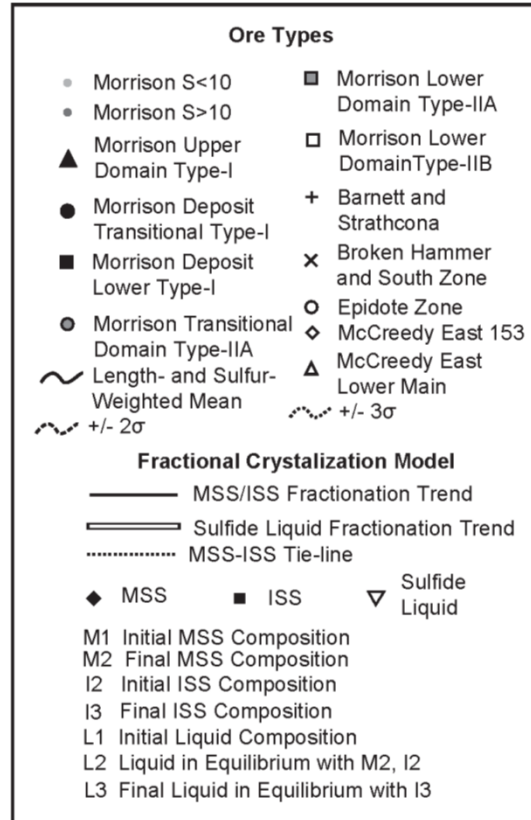 Ore Types
Morrison S<10
Morrison S>10
Morrison Upper
Domain Type-I
Morrison Deposit
Transitional Type-I
Morrison Deposit
Lower Type-I
Morrison Transitional
Domain Type-IIA
Length- and Sulfur-
Weighted Mean
+/- 2σ
Morrison Lower
Domain Type-IIA
Morrison Lower
DomainType-IIB
Barnett and
Strathcona
Broken Hammer
and South Zone
Epidote Zone
McCreedy East 153
McCreedy East
Lower Main
+/- 3σ
Fractional Crystalization Model
MSS/ISS Fractionation Trend
Sulfide Liquid Fractionation Trend
MSS-ISS Tie-line
MSS
ISS
Sulfide
Liquid
M1 Initial MSS Composition
M2 Final MSS Composition
I2 Initial ISS Composition
I3 Final ISS Composition
L1 Initial Liquid Composition
L2 Liquid in Equilibrium with M2, I2
L3 Final Liquid in Equilibrium with I3